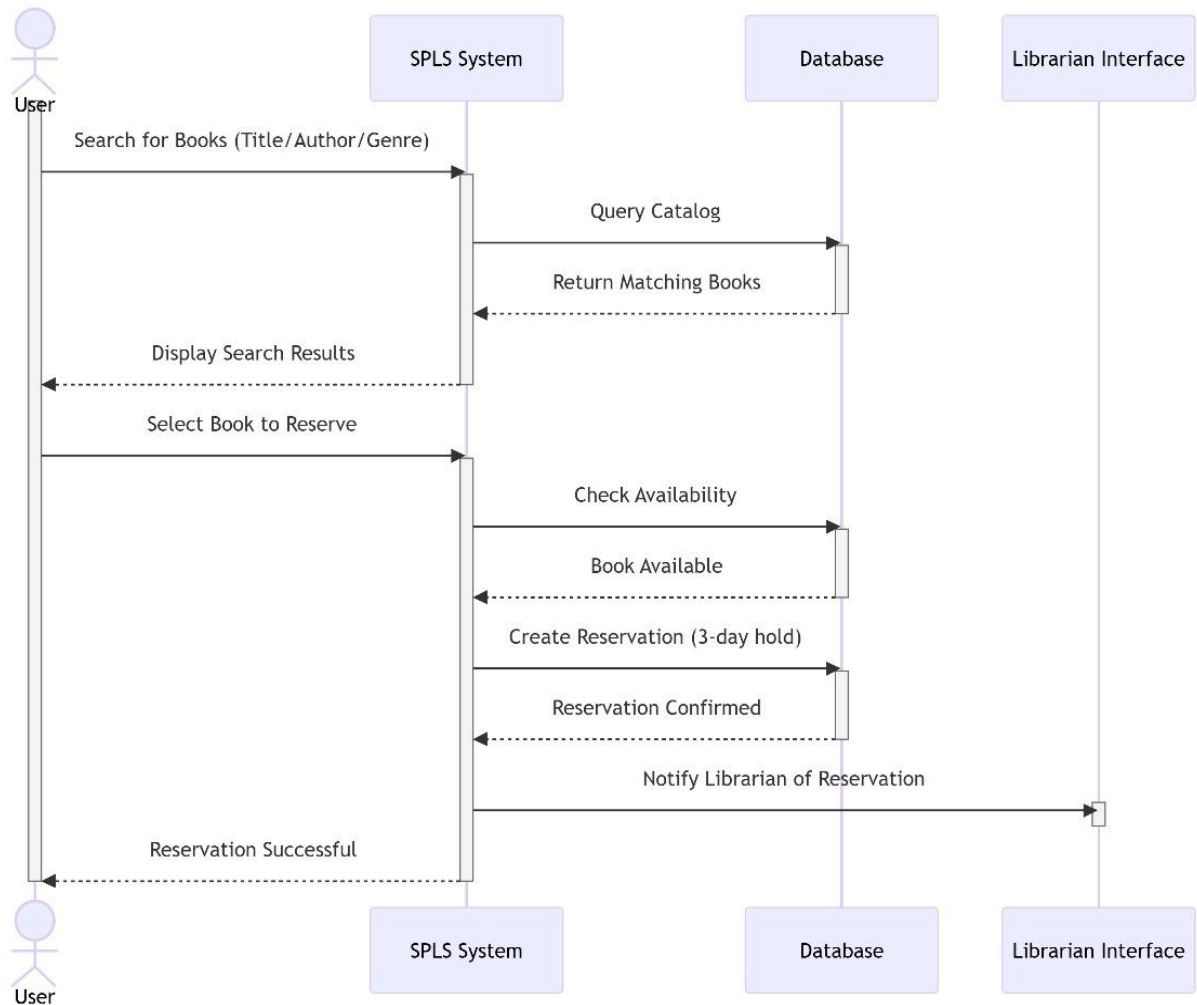 SPLS System
Database
Librarian Interface
User
Search for Books (Title/Author/Genre)
Query Catalog
Return Matching Books
Display Search Results
Select Book to Reserve
Check Availability
Book Available
Create Reservation (3-day hold)
Reservation Confirmed
Notify Librarian of Reservation
Reservation Successful
SPLS System
Database
Librarian Interface
User